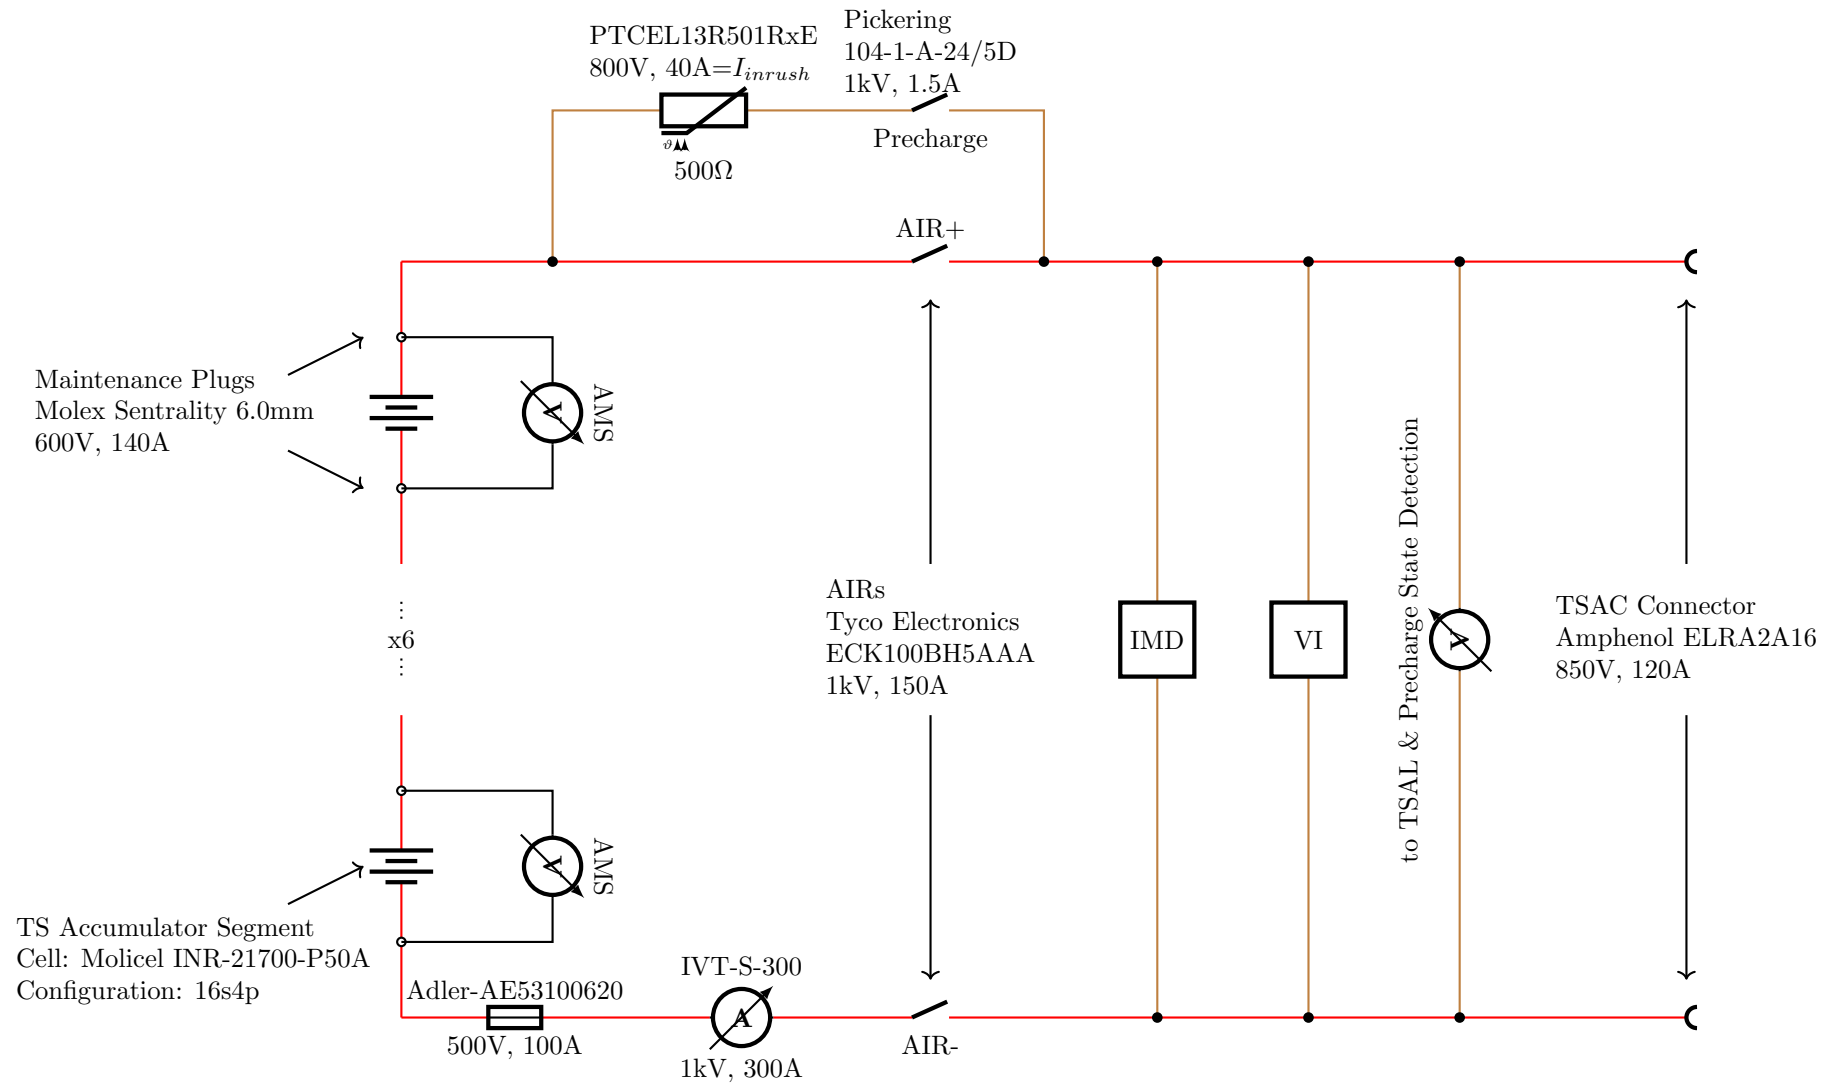 PTCEL13R501RxE
800V, 40A=I_{inrush}
ϑ
500Ω
Pickering
104-1-A-24/5D
1kV, 1.5A
Precharge
AIR+
Maintenance Plugs
Molex Sentrality 6.0mm
600V, 140A
V
AMS
x6
AIRs
Tyco Electronics
ECK100BH5AAA
1kV, 150A
IMD
VI
to TSAL & Precharge State Detection
V
TSAC Connector
Amphenol ELRA2A16
850V, 120A
V
AMS
TS Accumulator Segment
Cell: Molicel INR-21700-P50A
Configuration: 16s4p
Adler-AE53100620
500V, 100A
IVT-S-300
A
1kV, 300A
AIR-